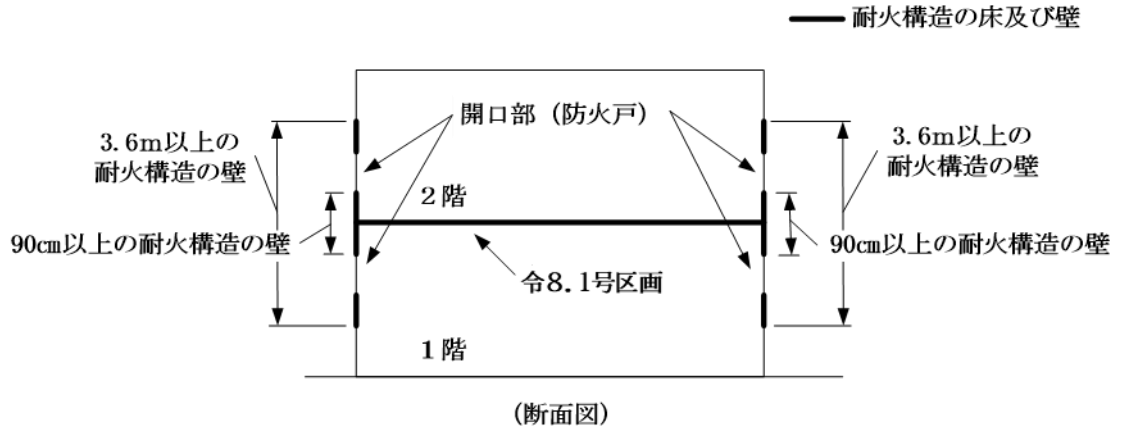 耐火構造の床及び壁
開口部（防火戸）
3.6m以上の
耐火構造の壁
3.6m以上の
耐火構造の壁
2階
90cm以上の耐火構造の壁
90cm以上の耐火構造の壁
令8.1号区画
1階
(断面図)